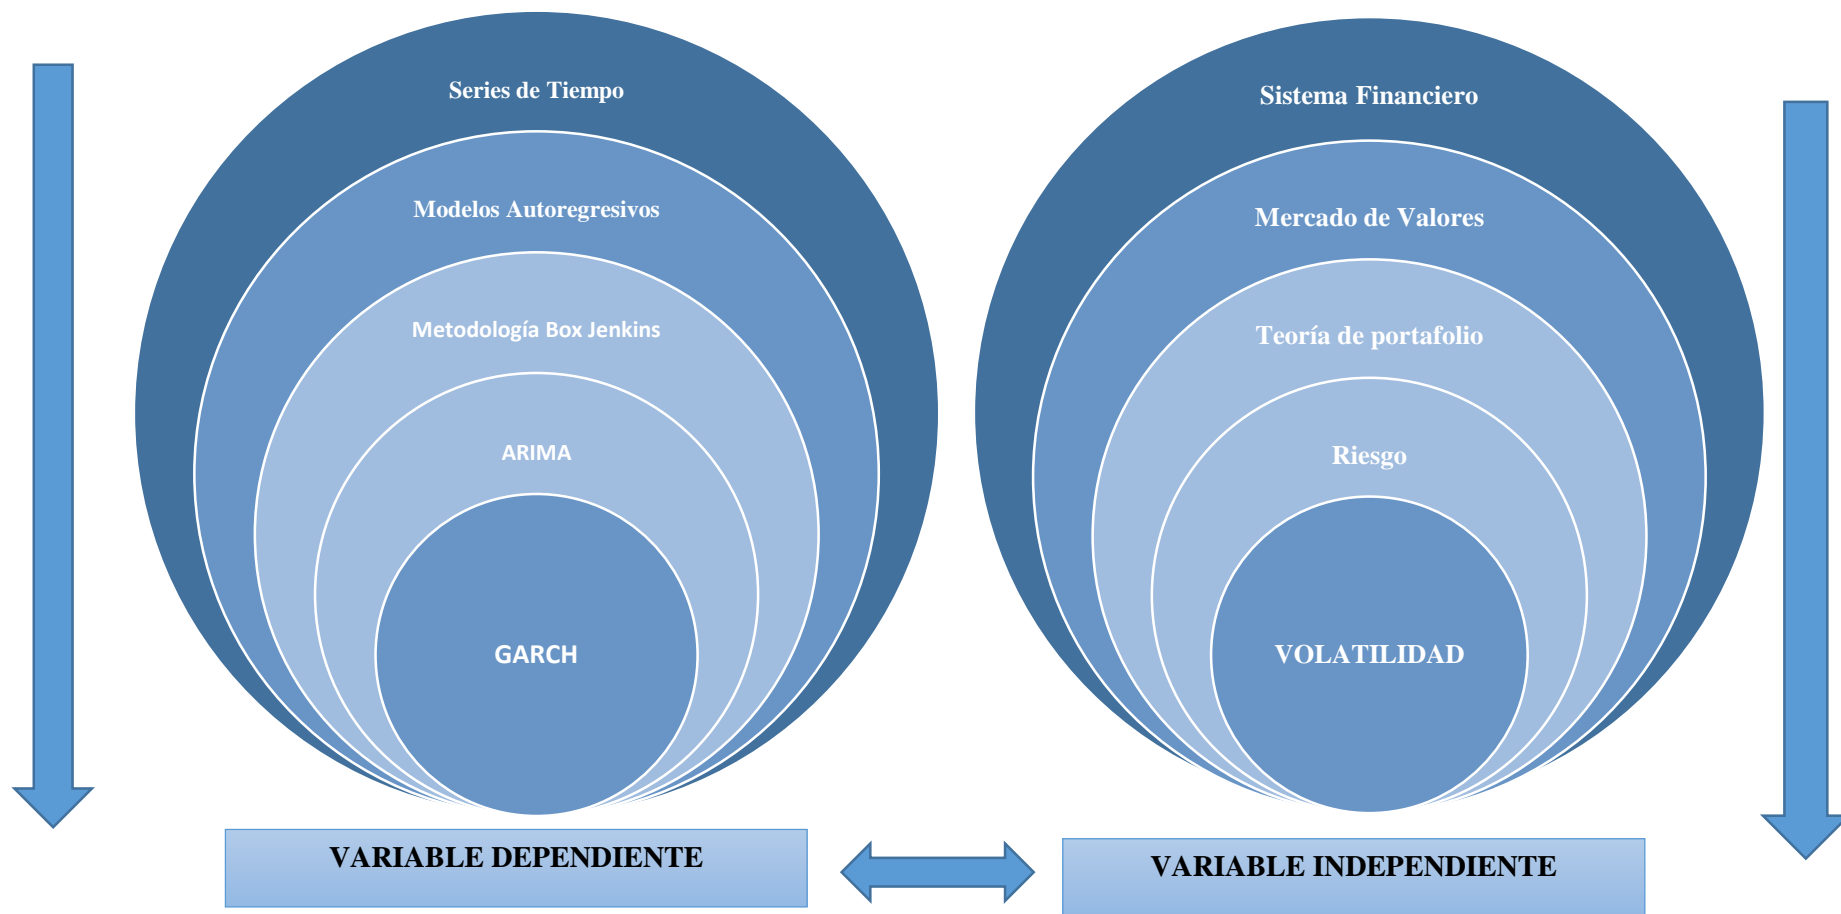 Series de Tiempo
Modelos Autoregresivos
Metodología Box Jenkins
ARIMA
GARCH
VARIABLE DEPENDIENTE
Sistema Financiero
Mercado de Valores
Teoría de portafolio
Riesgo
VOLATILIDAD
VARIABLE INDEPENDIENTE